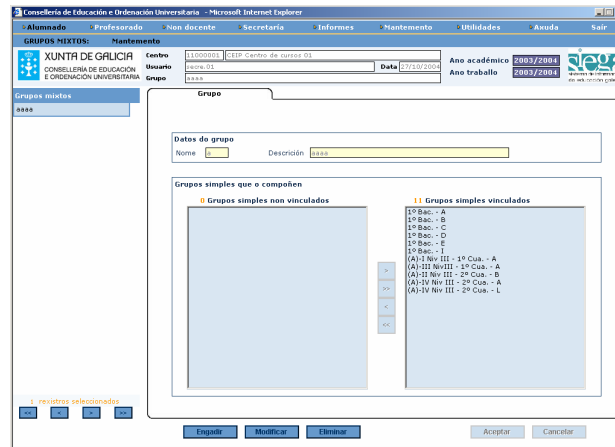 Consellería de Educación e Ordenación Universitaria - Microsoft Internet Explorer
Alumnado Profesorado Non docente Secretaría Informes Mantemento Utilidades Axuda Saír
GRUPOS MIXTOS: Mantemento
XUNTA DE GALICIA
CONSELLERÍA DE EDUCACIÓN
E ORDENACIÓN UNIVERSITARIA
Centro 11000001 CEIP Centro de cursos 01
Usuario secre.01 Data 27/10/2004
Grupo aaaa
Ano académico 2003/2004
Ano traballo 2003/2004
siega
Grupos mixtos
aaaa
Grupo
Datos do grupo
Nome a Descrición aaaa
Grupos simples que o compoñen
0 Grupos simples non vinculados
11 Grupos simples vinculados
1º Bac. - A
1º Bac. - B
1º Bac. - C
1º Bac. - D
1º Bac. - E
1º Bac. - I
(A)-I Niv III - 1º Cua. - A
(A)-III NivIII - 1º Cua. - A
(A)-II Niv III - 2º Cua. - B
(A)-IV Niv III - 2º Cua. - A
(A)-IV Niv III - 2º Cua. - L
>
>>
<
<<
1 rexistros seleccionados
<< < > >>
Engadir Modificar Eliminar Aceptar Cancelar